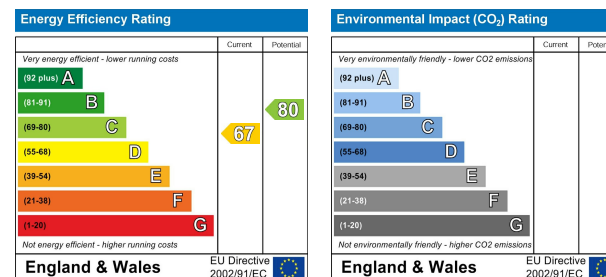 Energy Efficiency Rating
Current Potential
Very energy efficient - lower running costs
(92 plus) A
(81-91) B
(69-80) C
(55-68) D
(39-54) E
(21-38) F
(1-20) G
67
80
Not energy efficient - higher running costs
England & Wales
EU Directive
2002/91/EC
Environmental Impact (CO₂) Rating
Current Poten
Very environmentally friendly - lower CO2 emissions
(92 plus) A
(81-91) B
(69-80) C
(55-68) D
(39-54) E
(21-38) F
(1-20) G
Not environmentally friendly - higher CO2 emissions
England & Wales
EU Directive
2002/91/EC